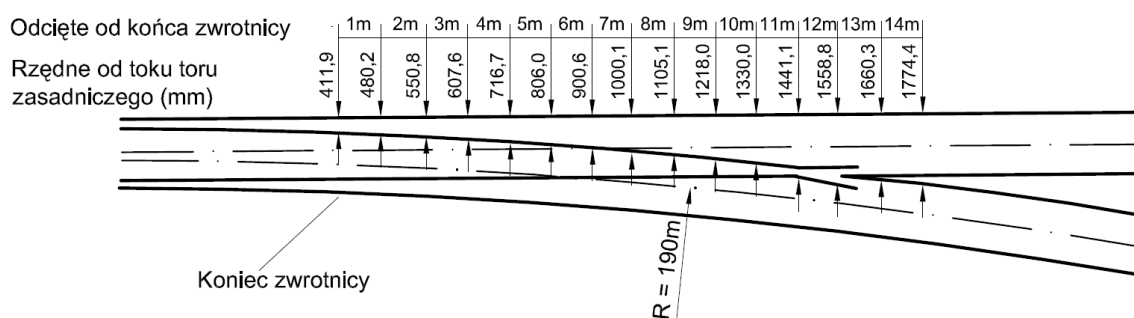 Odcięte od końca zwrotnicy
1m 2m 3m 4m 5m 6m 7m 8m 9m 10m 11m 12m 13m 14m
Rzędne od toku toru
zasadniczego (mm)
411,9 480,2 550,8 607,6 716,7 806,0 900,6 1000,1 1105,1 1218,0 1330,0 1441,1 1558,8 1660,3 1774,4
Koniec zwrotnicy
R = 190m